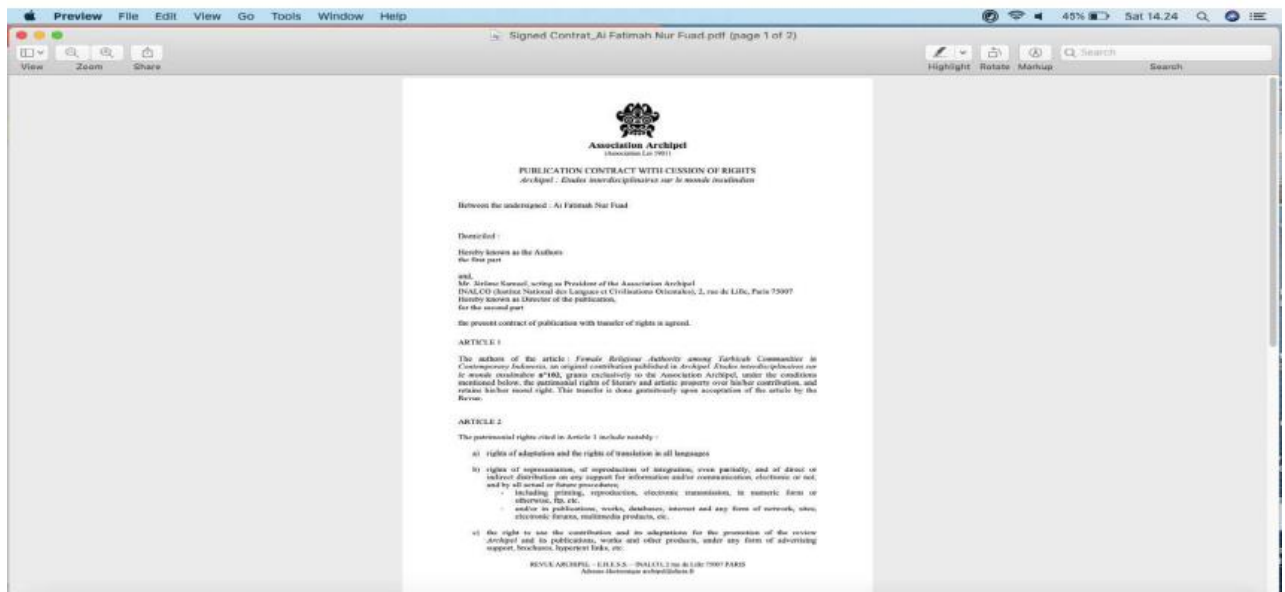 Preview File Edit View Go Tools Window Help 45% Sat 14.24
Signed Contrat_Ai Fatimah Nur Fuad.pdf (page 1 of 2)
Search
View Zoom Share Highlight Rotate Markup Search
Association Archipel
PUBLICATION CONTRACT WITH CESSION OF RIGHTS
Archipel : Etudes interdisciplinaires sur le monde insulindien
Between the undersigned : Ai Fatimah Nur Fuad
Domiciled :
Hereby known as the Authors
the first part
and,
Mr. Jérôme Samuel, acting as President of the Association Archipel
INALCO (Institut National des Langues et Civilisations Orientales), 2, rue de Lille, Paris 75007
Hereby known as Director of the publication,
for the second part
the present contract of publication with transfer of rights is agreed.
ARTICLE 1
The authors of the article : Female Religious Authority among Tarbiyah Communities in
Contemporary Indonesia, an original contribution published in Archipel. Etudes interdisciplinaires sur
le monde insulindien n°102, grants exclusively to the Association Archipel, under the conditions
mentioned below, the patrimonial rights of literary and artistic property over his/her contribution, and
retains his/her moral right. This transfer is done gratuitously upon acceptance of the article by the
Revue.
ARTICLE 2
The patrimonial rights cited in Article 1 include notably :
a) rights of adaptation and the rights of translation in all languages
b) rights of representation, of reproduction of integration, even partially, and of direct or
indirect distribution on any support for information and/or communication, electronic or not,
and by all actual or future procedures;
- including printing, reproduction, electronic transmission, in numeric form or
otherwise, ftp, etc.
- and/or in publications, works, databases, internet and any form of network, sites,
electronic forums, multimedia products, etc.
c) the right to use the contribution and its adaptations for the promotion of the review
Archipel and its publications, works and other products, under any form of advertising
support, brochures, hypertext links, etc.
REVUE ARCHIPEL – E.H.E.S.S. – INALCO, 2 rue de Lille 75007 PARIS